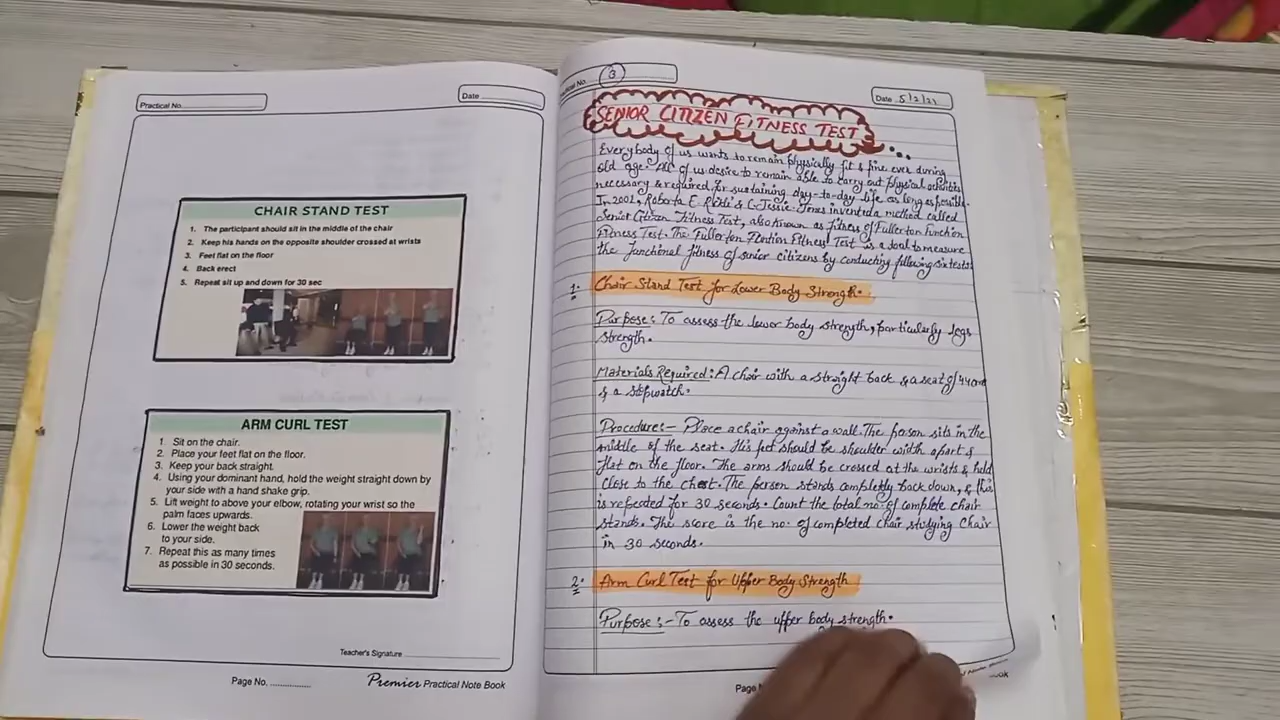 Practical No.
Date
CHAIR STAND TEST
1. The participant should sit in the middle of the chair
2. Keep his hands on the opposite shoulder crossed at wrists
3. Feet flat on the floor
4. Back erect
5. Repeat sit up and down for 30 sec
ARM CURL TEST
1 Sit on the chair.
2. Place your feet flat on the floor.
3. Keep your back straight.
4. Using your dominant hand, hold the weight straight down by
your side with a hand shake grip.
5. Lift weight to above your elbow, rotating your wrist so the
palm faces upwards.
6. Lower the weight back
to your side.
7. Repeat this as many times
as possible in 30 seconds.
Teacher's Signature
Page No.
Premier Practical Note Book
No. 3
Date 5/2/21
SENIOR CITIZEN FITNESS TEST
Everybody of us wants to remain physically fit & fine even during
old age. All of us desire to remain able to carry out physical activities
necessary & required for sustaining day-to-day life as long as possible.
In 2001, Roberta E. Rikli & C. Jessie Jones invented a method called
Senior Citizen Fitness Test, also known as fitness of Fullerton Function
Fitness Test. The Fullerton Fention Fitness Test is a tool to measure
the functional fitness of senior citizens by conducting following six tests:
1. Chair Stand Test for Lower Body Strength.
Purpose: To assess the lower body strength, particularly legs
strength.
Materials Required: A chair with a straight back & a seat of 44cm
& a stopwatch.
Procedure:- Place a chair against a wall. The person sits in the
middle of the seat. His feet should be shoulder width apart &
flat on the floor. The arms should be crossed at the wrists & held
close to the chest. The person stands completely back down, & this
is repeated for 30 seconds. Count the total no. of complete chair
stands. The score is the no. of completed chair studying chair
in 30 seconds.
2. Arm Curl Test for Upper Body Strength
Purpose:- To assess the upper body strength.
Page